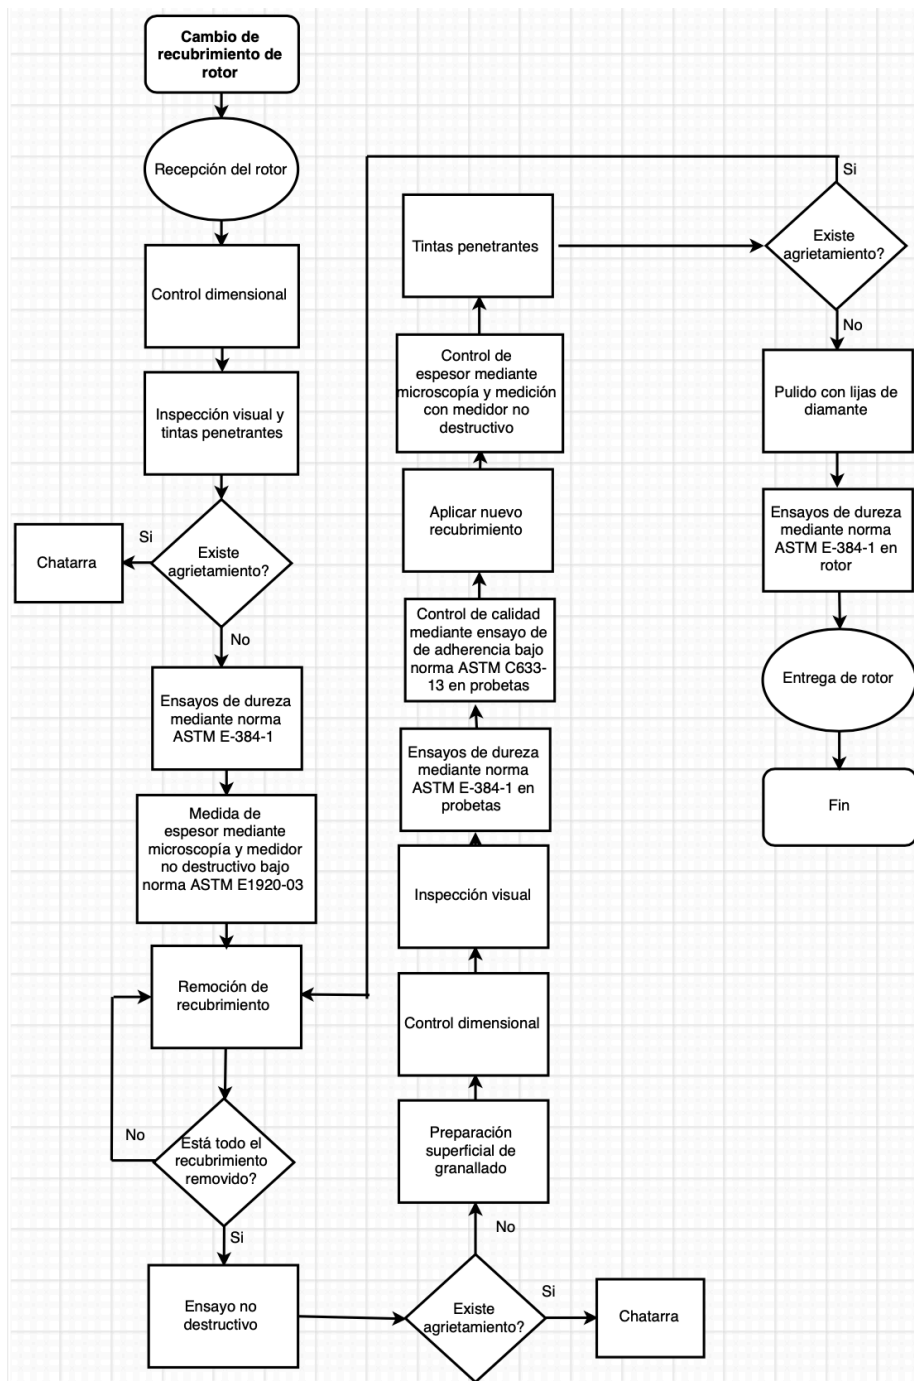 Cambio de
recubrimiento de
rotor
Recepción del rotor
Control dimensional
Inspección visual y
tintas penetrantes
Existe
agrietamiento?
Si
Chatarra
No
Ensayos de dureza
mediante norma
ASTM E-384-1
Medida de
espesor mediante
microscopía y medidor
no destructivo bajo
norma ASTM E1920-03
Remoción de
recubrimiento
Está todo el
recubrimiento
removido?
No
Si
Ensayo no
destructivo
Existe
agrietamiento?
Si
Chatarra
No
Preparación
superficial de
granallado
Control dimensional
Inspección visual
Ensayos de dureza
mediante norma
ASTM E-384-1 en
probetas
Control de calidad
mediante ensayo de
de adherencia bajo
norma ASTM C633-
13 en probetas
Aplicar nuevo
recubrimiento
Control de
espesor mediante
microscopía y medición
con medidor no
destructivo
Tintas penetrantes
Existe
agrietamiento?
Si
No
Pulido con lijas de
diamante
Ensayos de dureza
mediante norma
ASTM E-384-1 en
rotor
Entrega de rotor
Fin